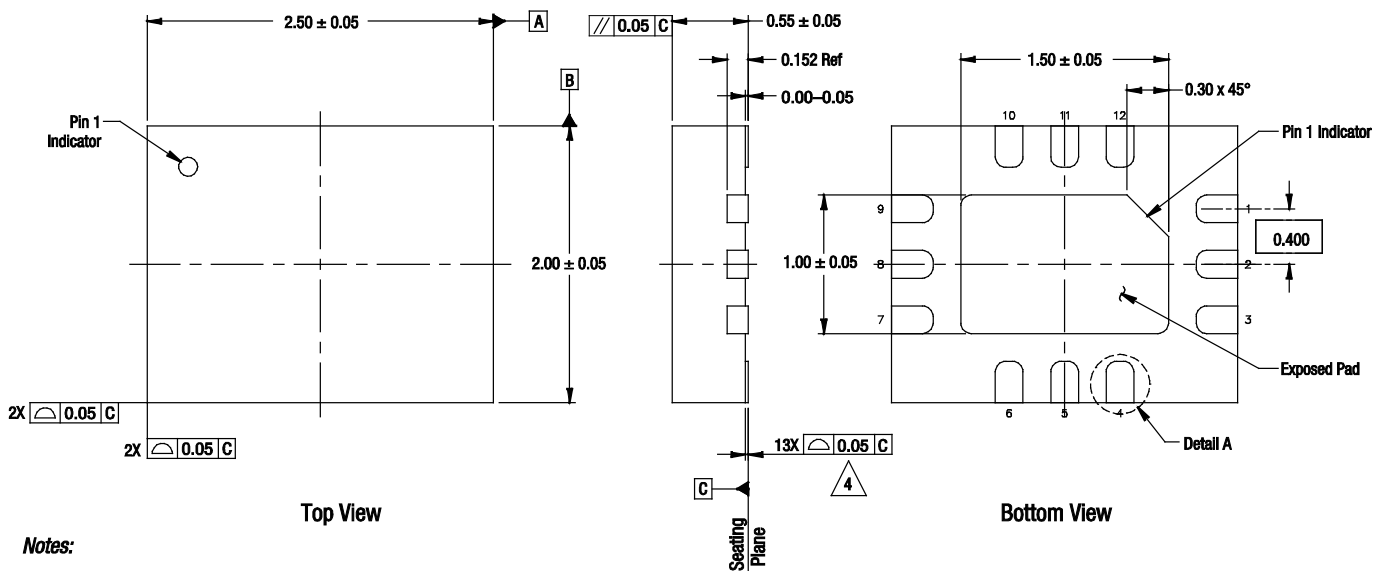 2.50 ± 0.05
A
B
Pin 1
Indicator
2.00 ± 0.05
2X ⌓ 0.05 C
2X ⌓ 0.05 C
Top View
// 0.05 C
0.55 ± 0.05
0.152 Ref
0.00–0.05
13X ⌓ 0.05 C
4
C
Seating
Plane
1.50 ± 0.05
0.30 x 45°
10 11 12
Pin 1 Indicator
9
8
7
1
2
3
0.400
1.00 ± 0.05
Exposed Pad
6 5 4
Detail A
Bottom View
Notes: